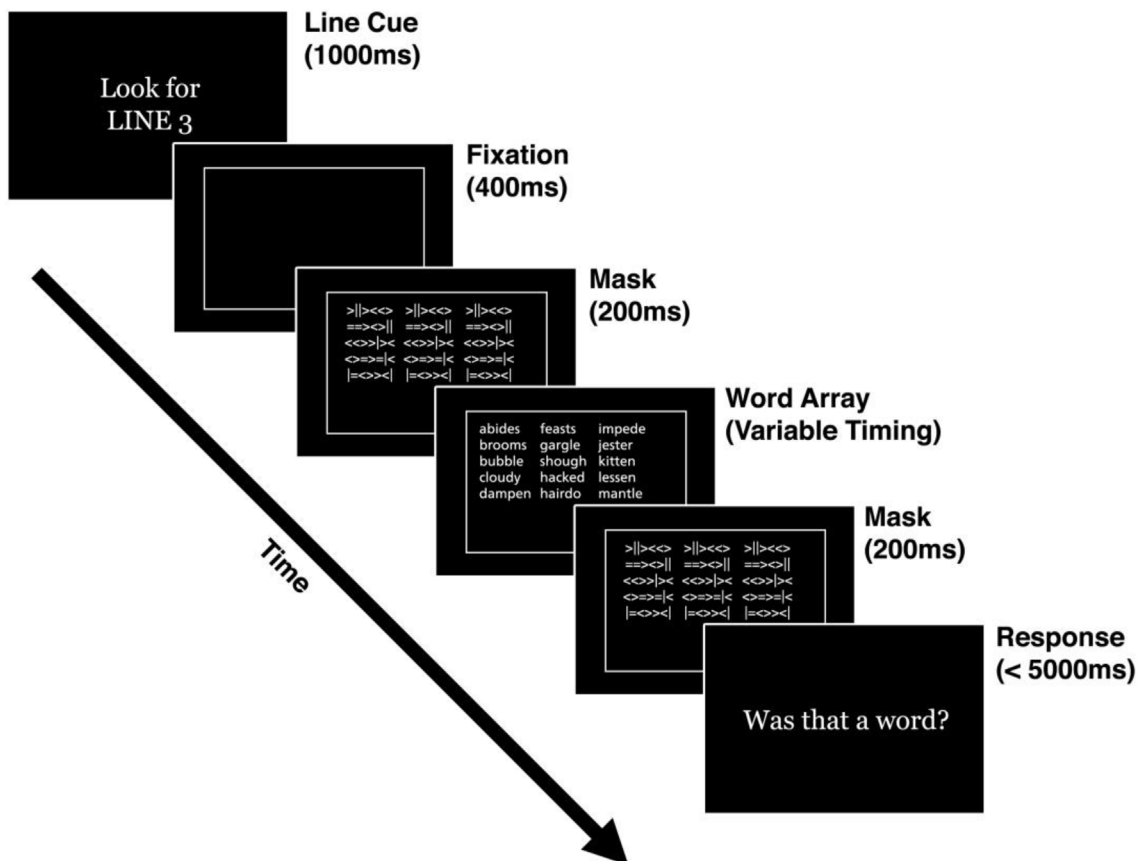 Line Cue
(1000ms)
Look for
LINE 3
Fixation
(400ms)
Mask
(200ms)
>||><<> >||><<> >||><<>
==><>|| ==><>|| ==><>||
<<>>|>< <<>>|>< <<>>|><
<>=>=|< <>=>=|< <>=>=|<
|=<>><| |=<>><| |=<>><|
Word Array
(Variable Timing)
abides feasts impede
brooms gargle jester
bubble shough kitten
cloudy hacked lessen
dampen hairdo mantle
Mask
(200ms)
>||><<> >||><<> >||><<>
==><>|| ==><>|| ==><>||
<<>>|>< <<>>|>< <<>>|><
<>=>=|< <>=>=|< <>=>=|<
|=<>><| |=<>><| |=<>><|
Time
Response
(< 5000ms)
Was that a word?